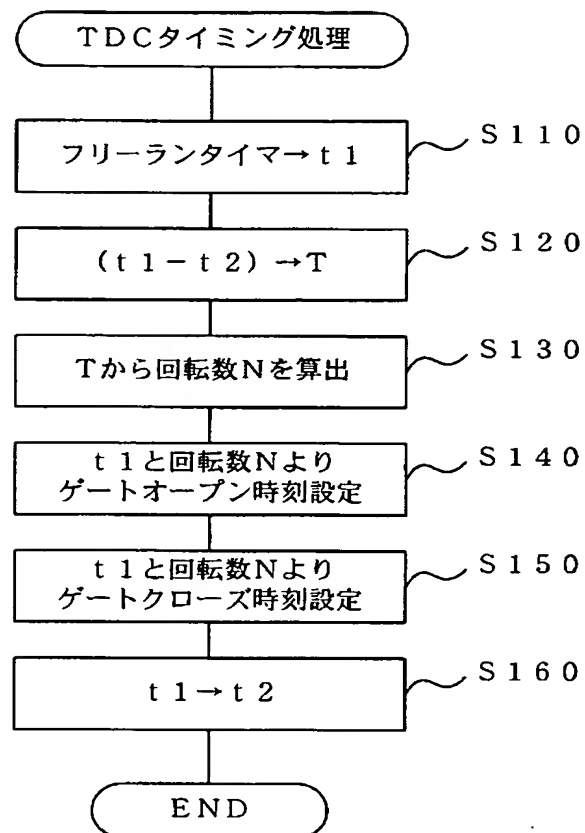 TDCタイミング処理
フリーランタイマ→t1
S110
(t1-t2)→T
S120
Tから回転数Nを算出
S130
t1と回転数Nより
ゲートオープン時刻設定
S140
t1と回転数Nより
ゲートクローズ時刻設定
S150
t1→t2
S160
END